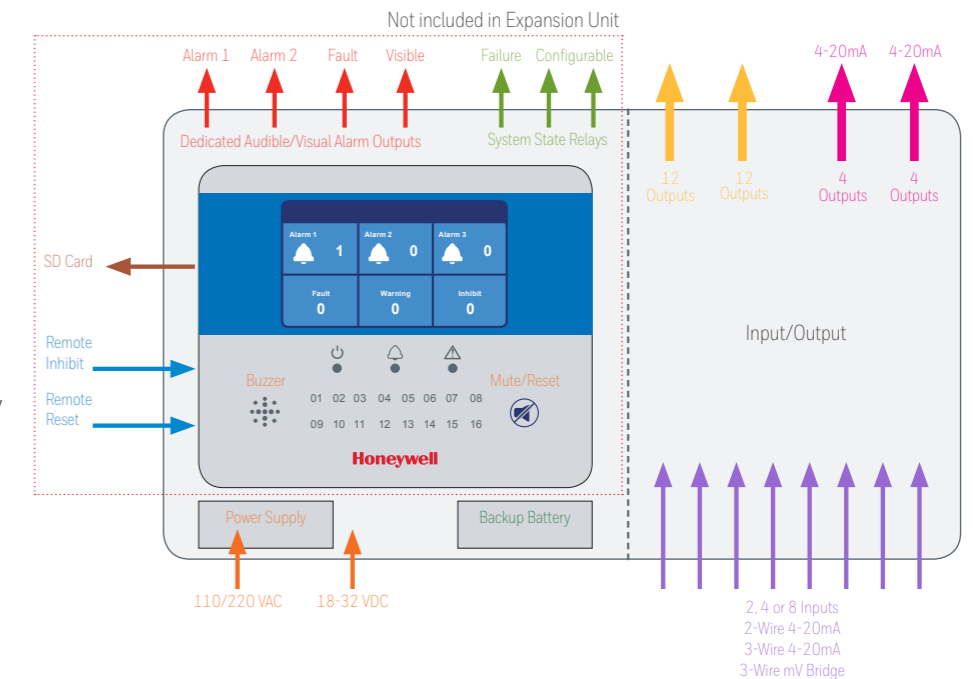 Not included in Expansion Unit
Alarm 1 Alarm 2 Fault Visible Failure Configurable
4-20mA 4-20mA
Dedicated Audible/Visual Alarm Outputs
System State Relays
12 Outputs
12 Outputs
4 Outputs
4 Outputs
Alarm 1
1
Alarm 2
0
Alarm 3
0
Fault
0
Warning
0
Inhibit
0
SD Card
Remote
Inhibit
Remote
Reset
Input/Output
Buzzer
Mute/Reset
01 02 03 04 05 06 07 08
09 10 11 12 13 14 15 16
Honeywell
Power Supply
Backup Battery
110/220 VAC
18-32 VDC
2, 4 or 8 Inputs
2-Wire 4-20mA
3-Wire 4-20mA
3-Wire mV Bridge